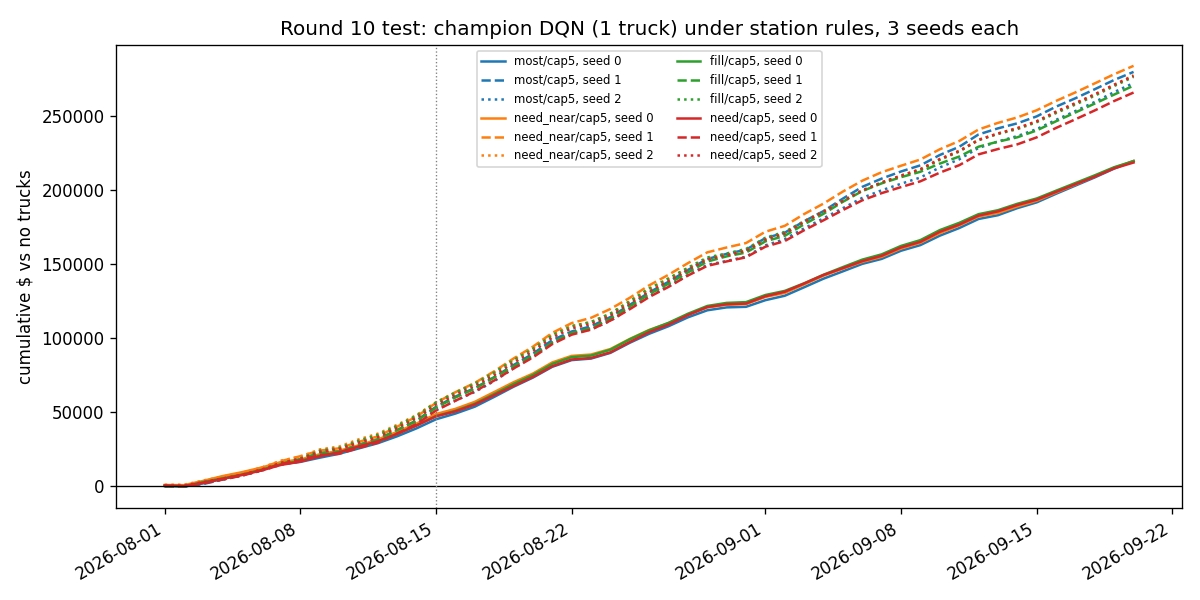 Round 10 test: champion DQN (1 truck) under station rules, 3 seeds each
cumulative $ vs no trucks
250000
200000
150000
100000
50000
0
most/cap5, seed 0
most/cap5, seed 1
most/cap5, seed 2
need_near/cap5, seed 0
need_near/cap5, seed 1
need_near/cap5, seed 2
fill/cap5, seed 0
fill/cap5, seed 1
fill/cap5, seed 2
need/cap5, seed 0
need/cap5, seed 1
need/cap5, seed 2
2026-08-01
2026-08-08
2026-08-15
2026-08-22
2026-09-01
2026-09-08
2026-09-15
2026-09-22